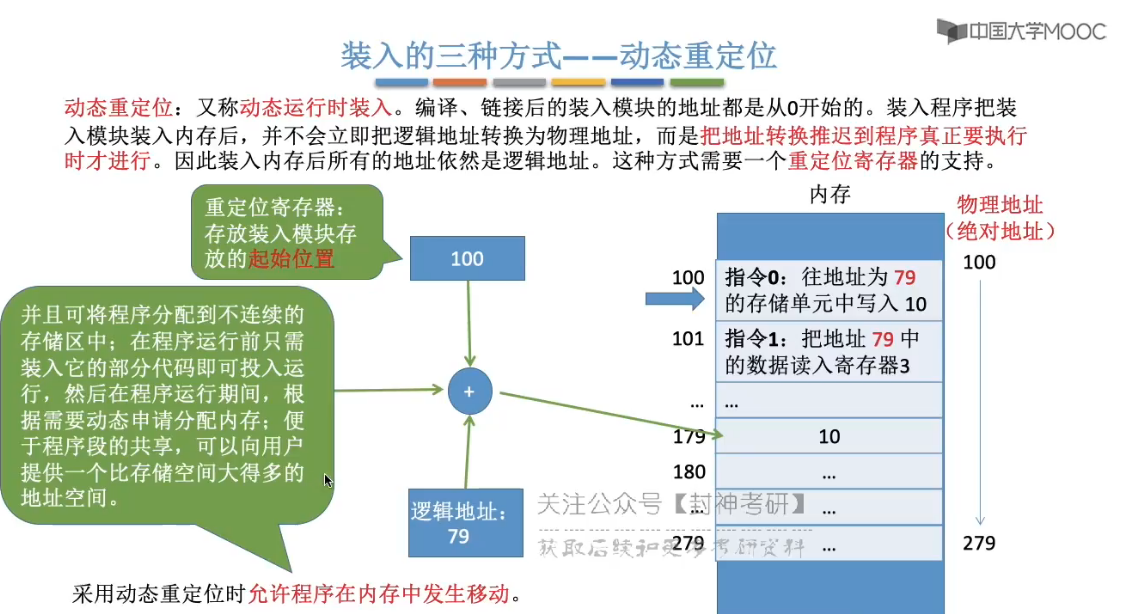 中国大学MOOC
装入的三种方式——动态重定位
动态重定位：又称动态运行时装入。编译、链接后的装入模块的地址都是从0开始的。装入程序把装
入模块装入内存后，并不会立即把逻辑地址转换为物理地址，而是把地址转换推迟到程序真正要执行
时才进行。因此装入内存后所有的地址依然是逻辑地址。这种方式需要一个重定位寄存器的支持。
重定位寄存器：
存放装入模块存
放的起始位置
100
并且可将程序分配到不连续的
存储区中；在程序运行前只需
装入它的部分代码即可投入运
行，然后在程序运行期间，根
据需要动态申请分配内存；便
于程序段的共享，可以向用户
提供一个比存储空间大得多的
地址空间。
+
逻辑地址：
79
内存
物理地址
（绝对地址）
100
279
100
指令0：往地址为 79
的存储单元中写入 10
101
指令1：把地址 79 中
的数据读入寄存器3
...
...
179
10
180
...
...
...
279
...
关注公众号【封神考研】
获取后续和更多考研资料
采用动态重定位时允许程序在内存中发生移动。